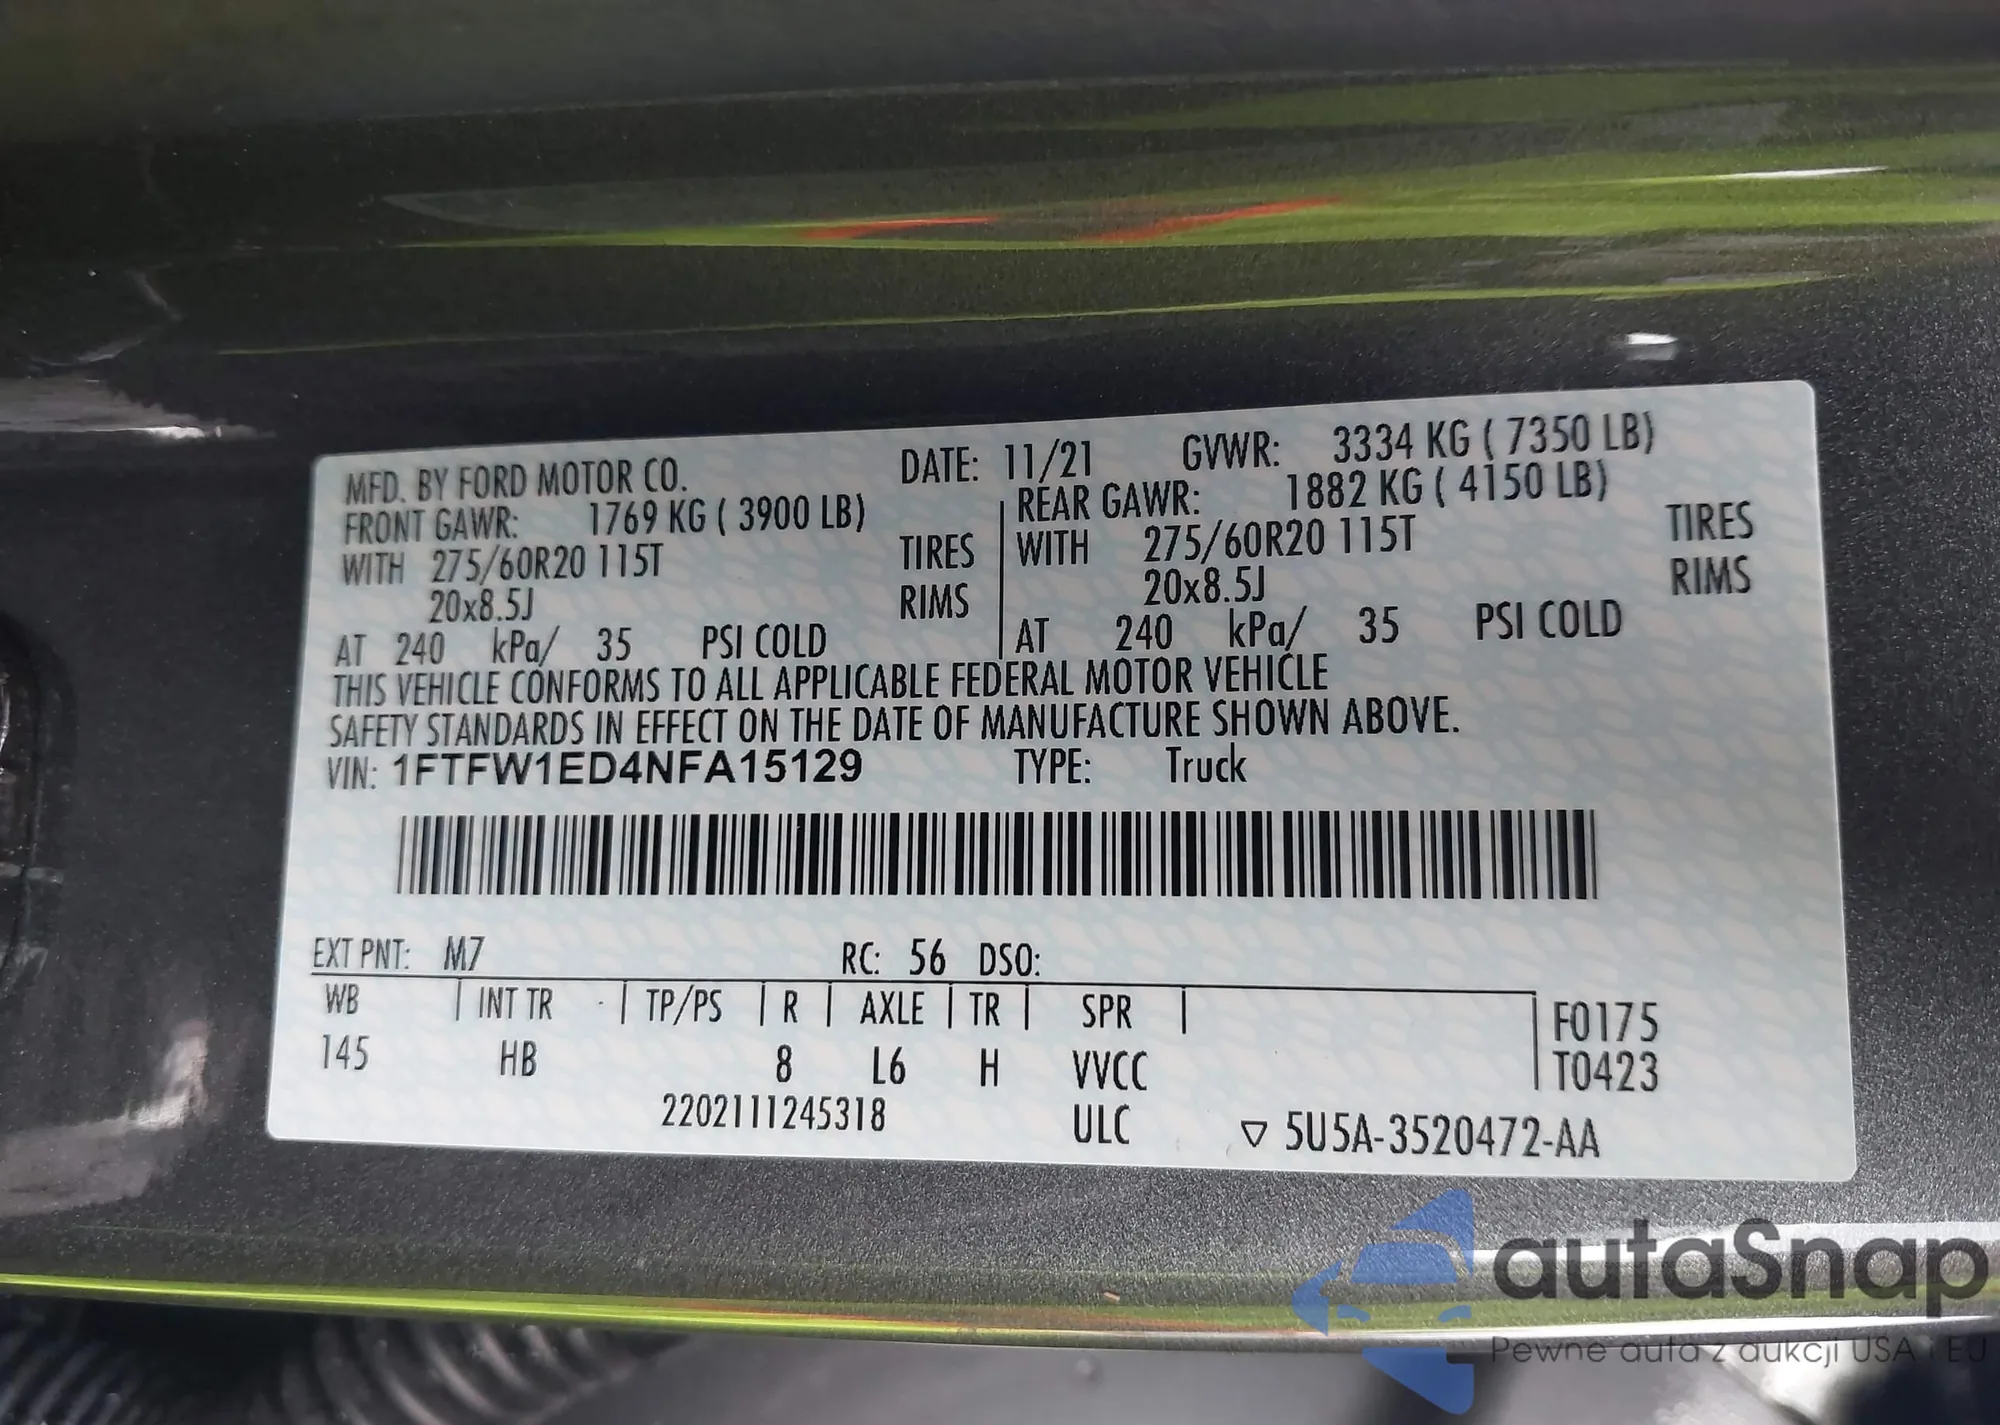 MFD. BY FORD MOTOR CO. DATE: 11/21 GVWR: 3334 KG ( 7350 LB)
FRONT GAWR: 1769 KG ( 3900 LB) REAR GAWR: 1882 KG ( 4150 LB)
WITH 275/60R20 115T TIRES WITH 275/60R20 115T TIRES
20x8.5J RIMS 20x8.5J RIMS
AT 240 kPa/ 35 PSI COLD AT 240 kPa/ 35 PSI COLD
THIS VEHICLE CONFORMS TO ALL APPLICABLE FEDERAL MOTOR VEHICLE
SAFETY STANDARDS IN EFFECT ON THE DATE OF MANUFACTURE SHOWN ABOVE.
VIN: 1FTFW1ED4NFA15129 TYPE: Truck
EXT PNT: M7 RC: 56 DSO:
WB INT TR TP/PS R AXLE TR SPR F0175
145 HB 8 L6 H VVCC T0423
2202111245318 ULC ▽ 5U5A-3520472-AA
autaSnap
Pewne auta z aukcji USA i EU